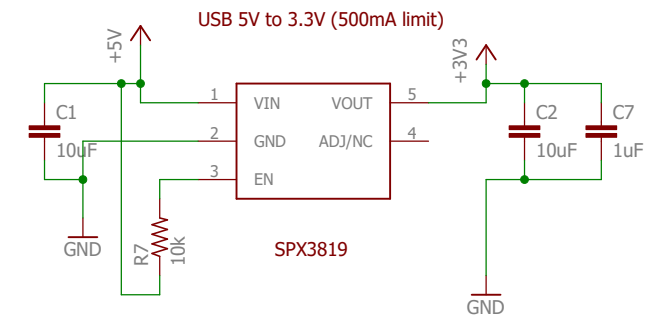 USB 5V to 3.3V (500mA limit)
+5V
+3V3
C1
10uF
1
VIN
VOUT
5
2
GND
ADJ/NC
4
3
EN
C2
10uF
C7
1uF
GND
R7
10k
SPX3819
GND